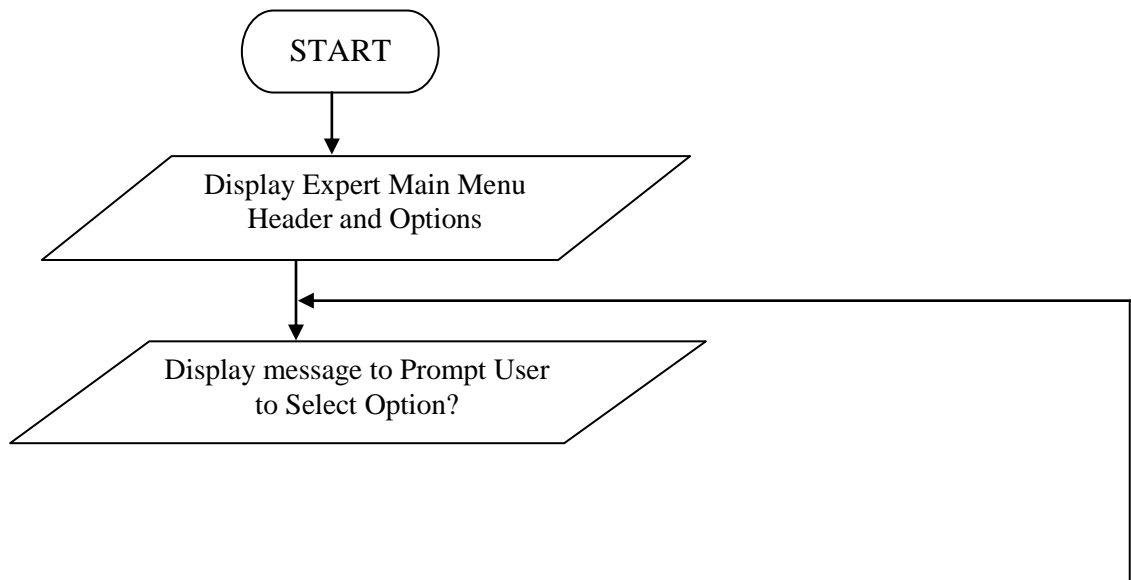 START
Display Expert Main Menu
Header and Options
Display message to Prompt User
to Select Option?